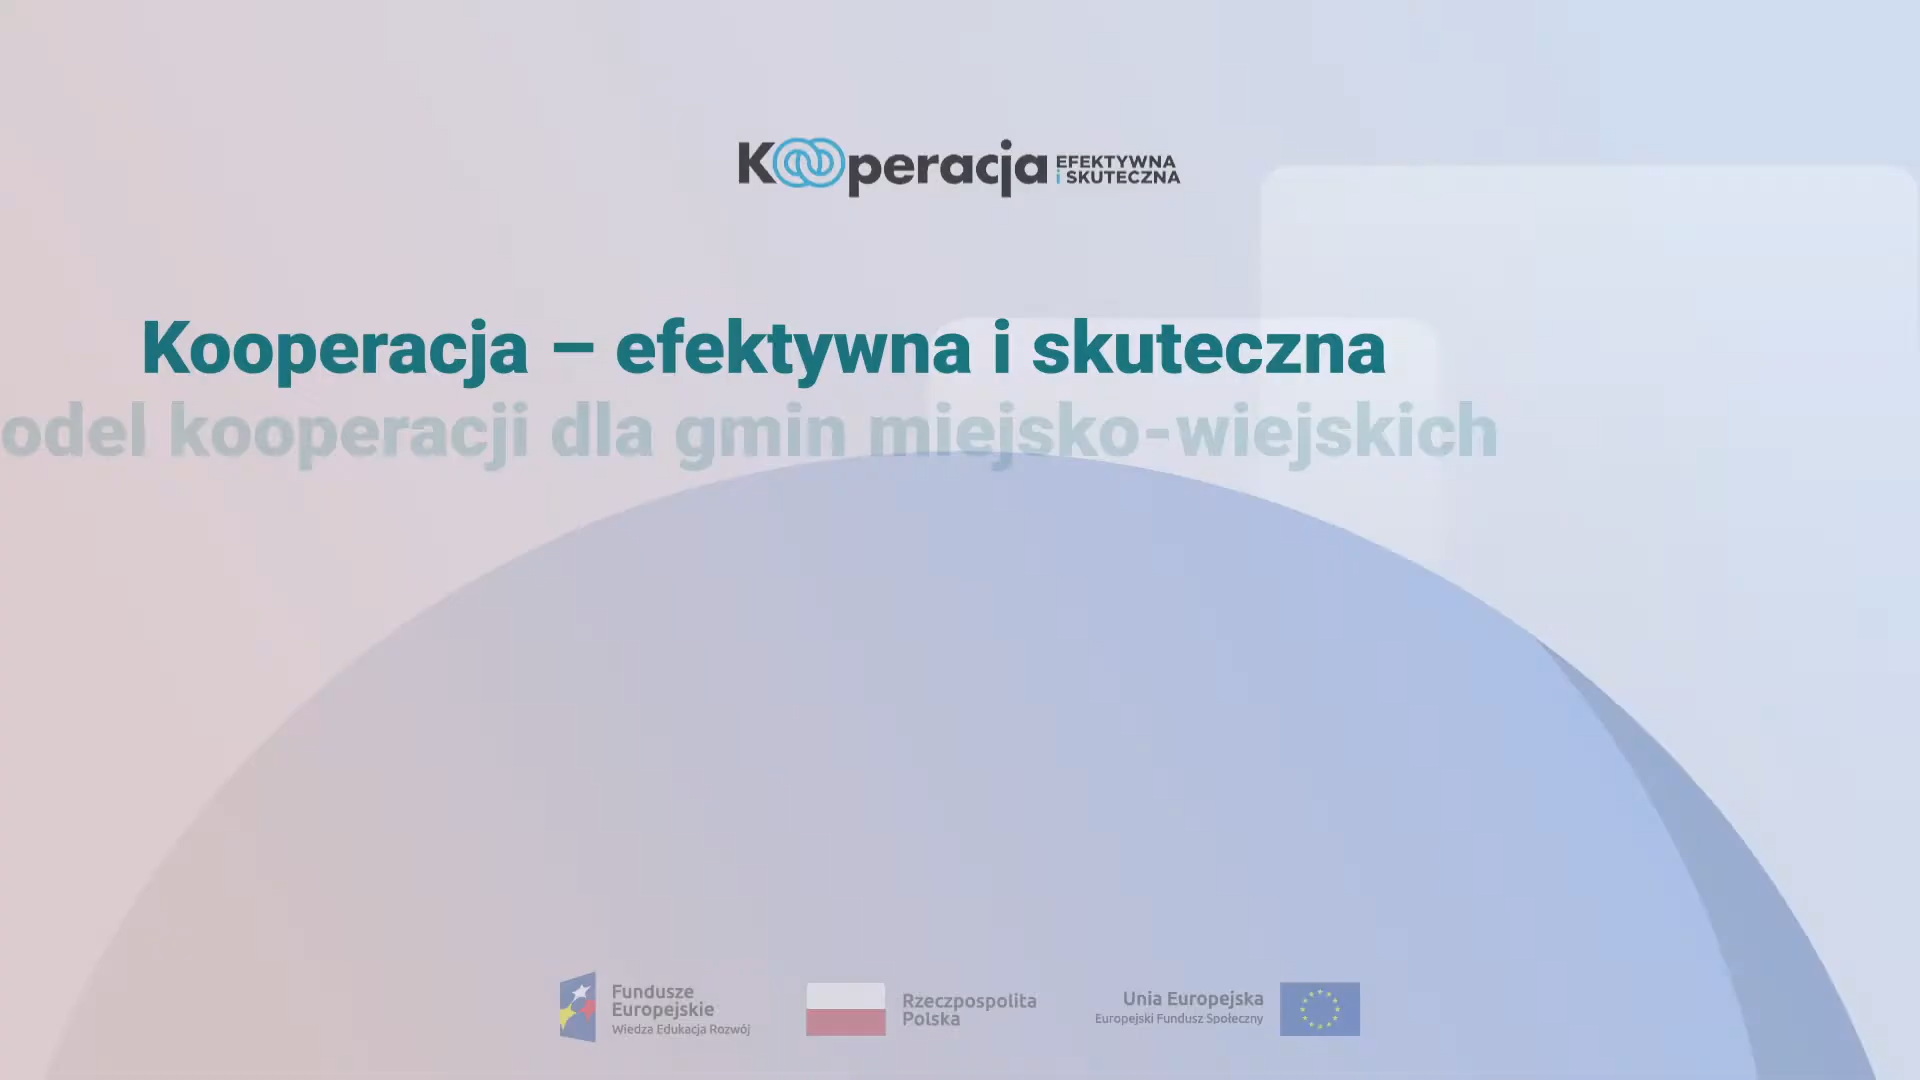 Kooperacja EFEKTYWNA
i SKUTECZNA
Kooperacja – efektywna i skuteczna
odel kooperacji dla gmin miejsko-wiejskich
Fundusze
Europejskie
Wiedza Edukacja Rozwój
Rzeczpospolita
Polska
Unia Europejska
Europejski Fundusz Społeczny